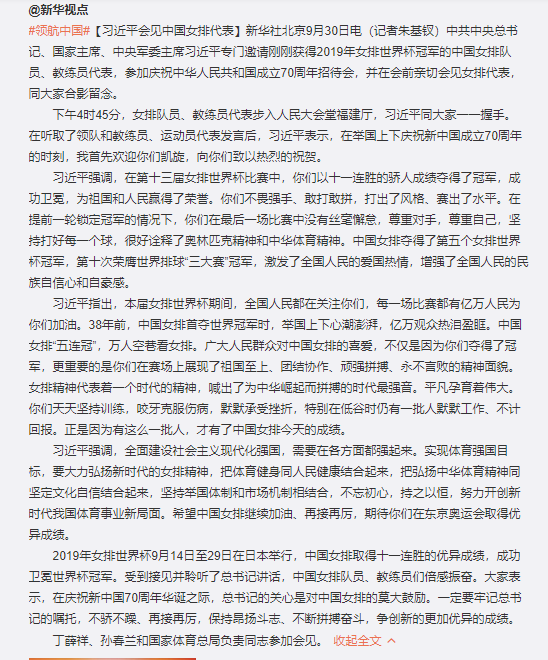 @新华视点
#领航中国#【习近平会见中国女排代表】新华社北京9月30日电（记者朱基钗）中共中央总书
记、国家主席、中央军委主席习近平专门邀请刚刚获得2019年女排世界杯冠军的中国女排队
员、教练员代表，参加庆祝中华人民共和国成立70周年招待会，并在会前亲切会见女排代表，
同大家合影留念。
下午4时45分，女排队员、教练员代表步入人民大会堂福建厅，习近平同大家一一握手。
在听取了领队和教练员、运动员代表发言后，习近平表示，在举国上下庆祝新中国成立70周年
的时刻，我首先欢迎你们凯旋，向你们致以热烈的祝贺。
习近平强调，在第十三届女排世界杯比赛中，你们以十一连胜的骄人成绩夺得了冠军，成
功卫冕，为祖国和人民赢得了荣誉。你们不畏强手、敢打敢拼，打出了风格、赛出了水平。在
提前一轮锁定冠军的情况下，你们在最后一场比赛中没有丝毫懈怠，尊重对手，尊重自己，坚
持打好每一个球，很好诠释了奥林匹克精神和中华体育精神。中国女排夺得了第五个女排世界
杯冠军，第十次荣膺世界排球“三大赛”冠军，激发了全国人民的爱国热情，增强了全国人民的民
族自信心和自豪感。
习近平指出，本届女排世界杯期间，全国人民都在关注你们，每一场比赛都有亿万人民为
你们加油。38年前，中国女排首夺世界冠军时，举国上下心潮澎湃，亿万观众热泪盈眶。中国
女排“五连冠”，万人空巷看女排。广大人民群众对中国女排的喜爱，不仅是因为你们夺得了冠
军，更重要的是你们在赛场上展现了祖国至上、团结协作、顽强拼搏、永不言败的精神面貌。
女排精神代表着一个时代的精神，喊出了为中华崛起而拼搏的时代最强音。平凡孕育着伟大。
你们天天坚持训练，咬牙克服伤病，默默承受挫折，特别在低谷时仍有一批人默默工作、不计
回报。正是因为有这么一批人，才有了中国女排今天的成绩。
习近平强调，全面建设社会主义现代化强国，需要在各方面都强起来。实现体育强国目
标，要大力弘扬新时代的女排精神，把体育健身同人民健康结合起来，把弘扬中华体育精神同
坚定文化自信结合起来，坚持举国体制和市场机制相结合，不忘初心，持之以恒，努力开创新
时代我国体育事业新局面。希望中国女排继续加油、再接再厉，期待你们在东京奥运会取得优
异成绩。
2019年女排世界杯9月14日至29日在日本举行，中国女排取得十一连胜的优异成绩，成功
卫冕世界杯冠军。受到接见并聆听了总书记讲话，中国女排队员、教练员们倍感振奋。大家表
示，在庆祝新中国70周年华诞之际，总书记的关心是对中国女排的莫大鼓励。一定要牢记总书
记的嘱托，不骄不躁、再接再厉，保持昂扬斗志、不断拼搏奋斗，争创新的更加优异的成绩。
丁薛祥、孙春兰和国家体育总局负责同志参加会见。 收起全文